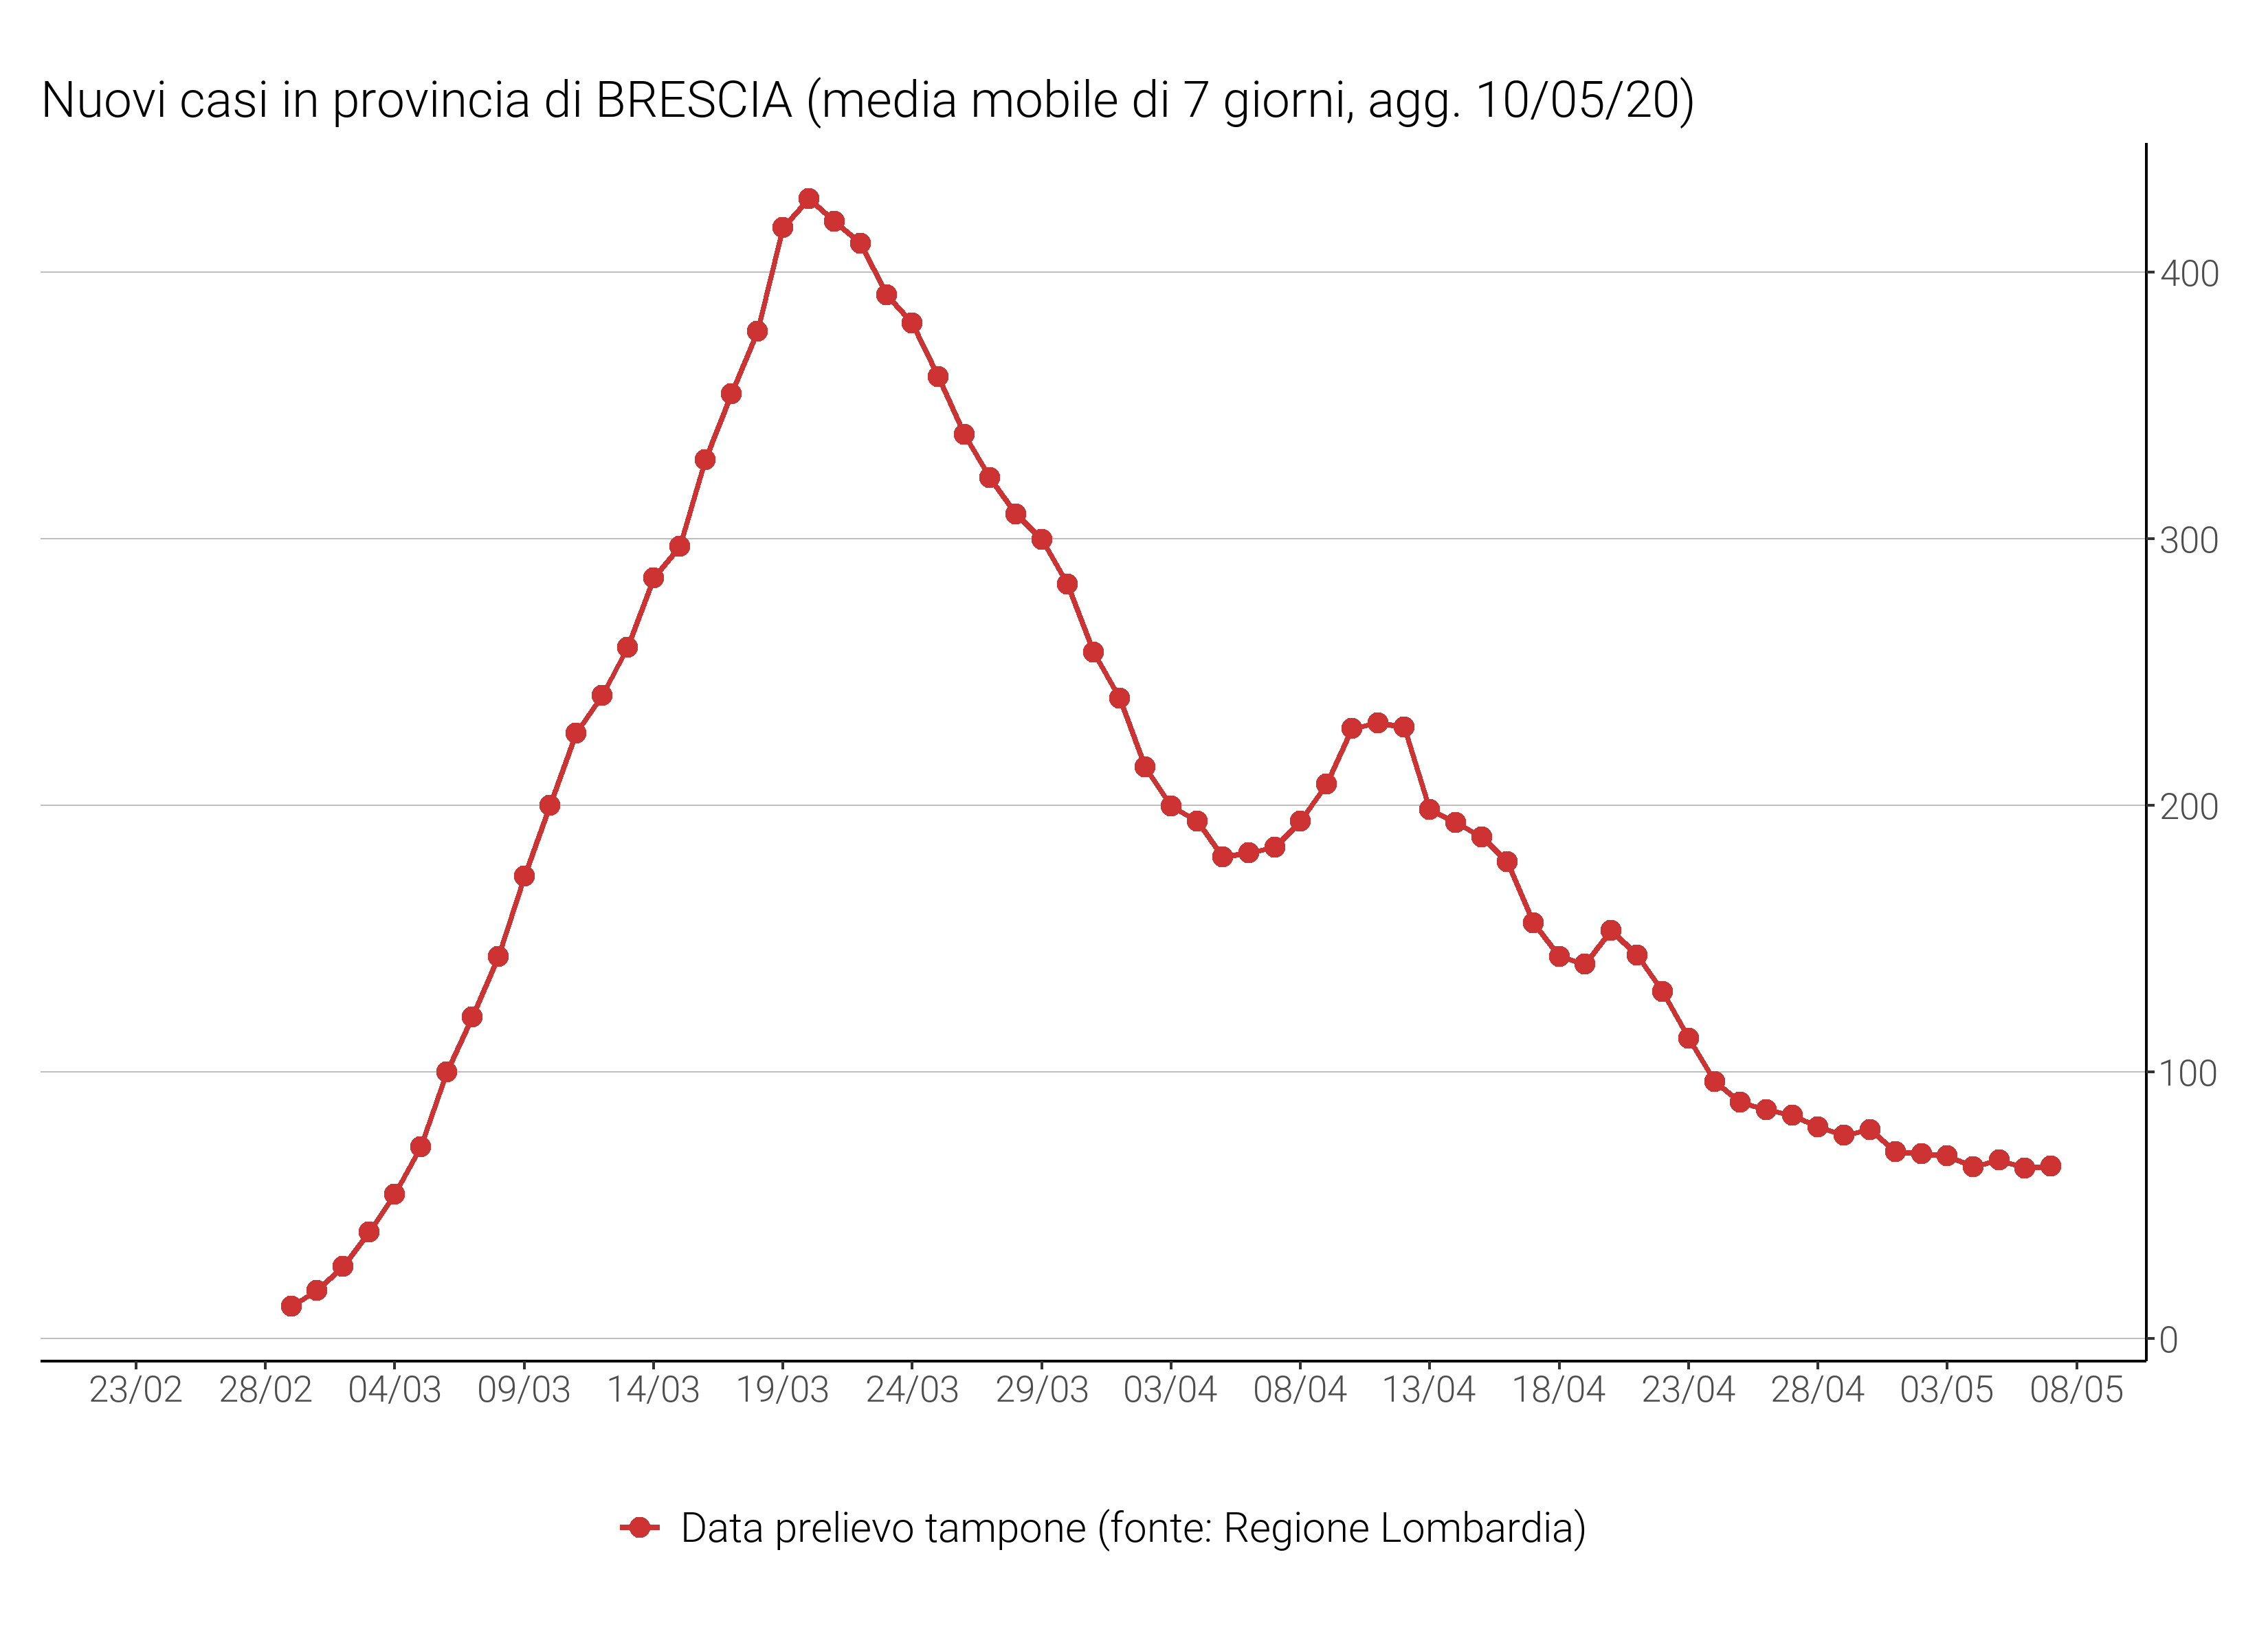 Nuovi casi in provincia di BRESCIA (media mobile di 7 giorni, agg. 10/05/20)
400
300
200
100
0
23/02 28/02 04/03 09/03 14/03 19/03 24/03 29/03 03/04 08/04 13/04 18/04 23/04 28/04 03/05 08/05
Data prelievo tampone (fonte: Regione Lombardia)